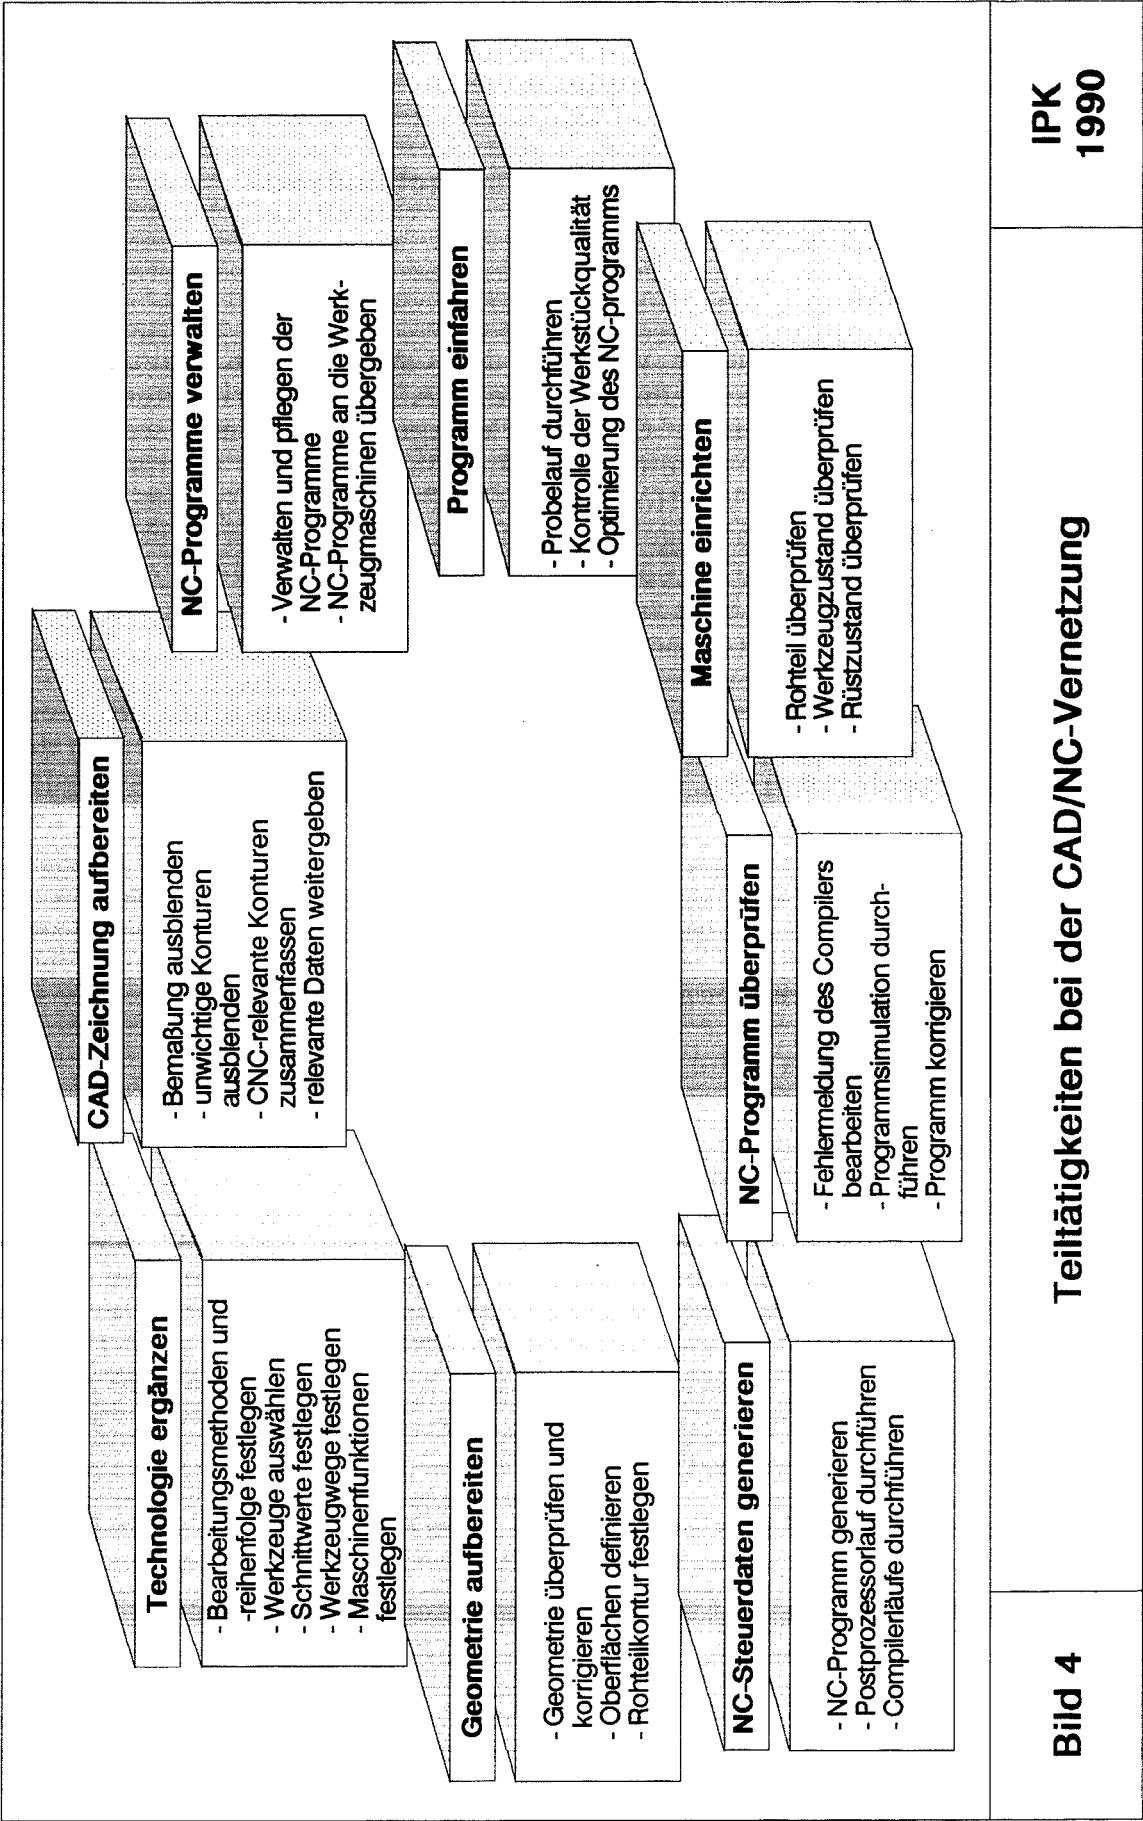 CAD-Zeichnung aufbereiten
- Bemaßung ausblenden
- unwichtige Konturen
ausblenden
- CNC-relevante Konturen
zusammenfassen
- relevante Daten weitergeben
Technologie ergänzen
- Bearbeitungsmethoden und
-reihenfolge festlegen
- Werkzeuge auswählen
- Schnittwerte festlegen
- Werkzeugwege festlegen
- Maschinenfunktionen
festlegen
NC-Programme verwalten
- Verwalten und pflegen der
NC-Programme
- NC-Programme an die Werk-
zeugmaschinen übergeben
Geometrie aufbereiten
- Geometrie überprüfen und
korrigieren
- Oberflächen definieren
- Rohteilkontur festlegen
Programm einfahren
- Probelauf durchführen
- Kontrolle der Werkstückqualität
- Optimierung des NC-programms
NC-Steuerdaten generieren
- NC-Programm generieren
- Postprozessorlauf durchführen
- Compilerläufe durchführen
NC-Programm überprüfen
- Fehlermeldung des Compilers
bearbeiten
- Programmsimulation durch-
führen
- Programm korrigieren
Maschine einrichten
- Rohteil überprüfen
- Werkzeugzustand überprüfen
- Rüstzustand überprüfen
Bild 4
Teiltätigkeiten bei der CAD/NC-Vernetzung
IPK
1990